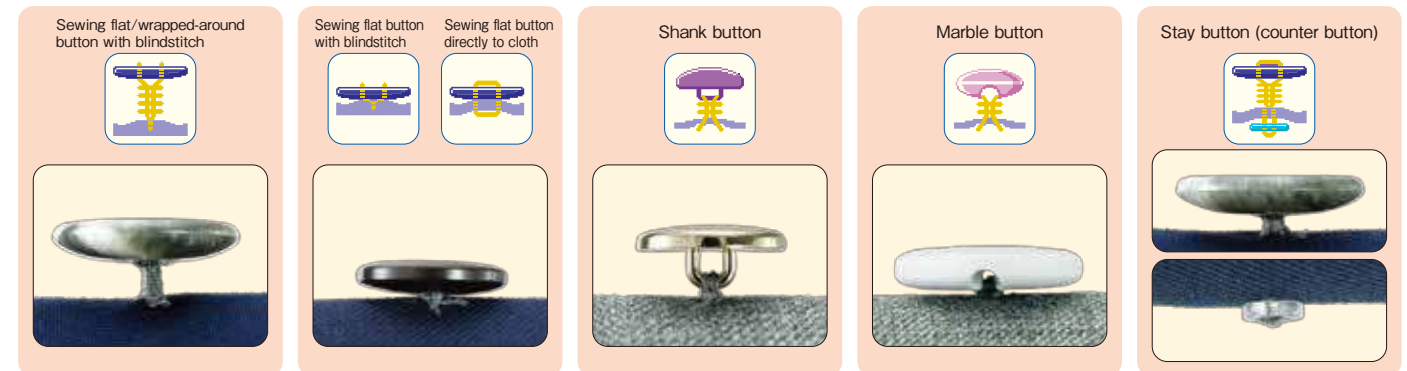 Sewing flat/wrapped-around
button with blindstitch
Sewing flat button
with blindstitch
Sewing flat button
directly to cloth
Shank button
Marble button
Stay button (counter button)